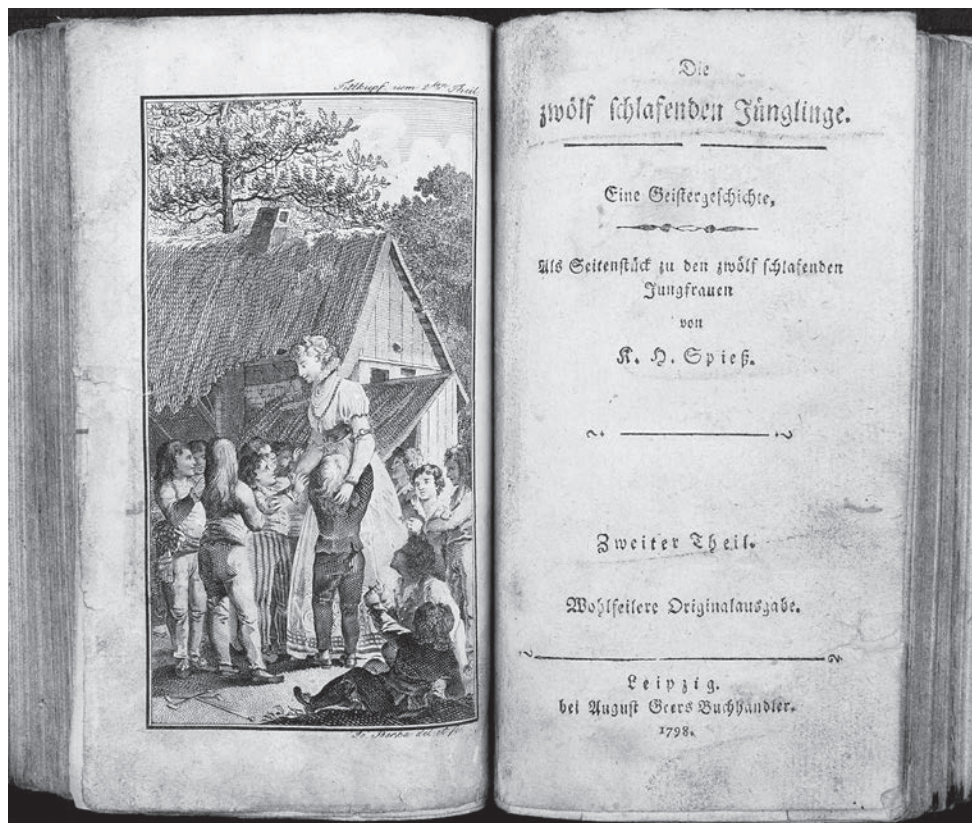 Titlkupf. zum 2ten Theil
Die
zwölf schlafenden Jünglinge.
Eine Geistergeschichte,
Als Seitenstück zu den zwölf schlafenden
Jungfrauen
von
K. H. Spieß.
Zweiter Theil.
Wohlfeilere Originalausgabe.
Leipzig.
bei August Geers Buchhändler.
1798.